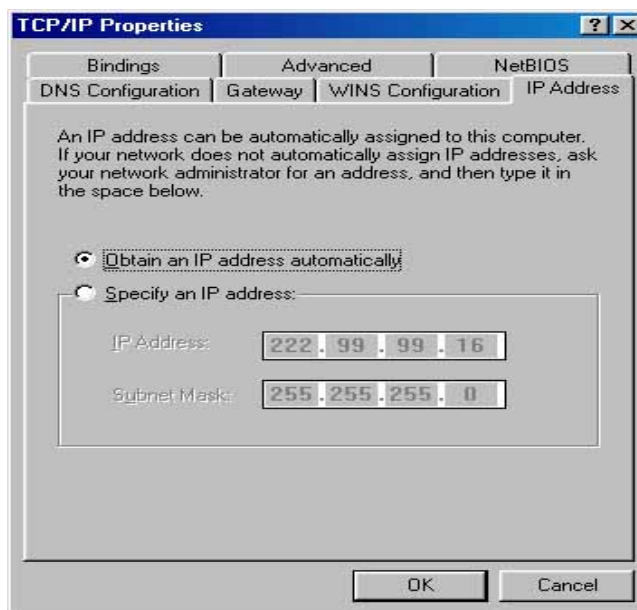 TCP/IP Properties
Bindings Advanced NetBIOS
DNS Configuration Gateway WINS Configuration IP Address
An IP address can be automatically assigned to this computer.
If your network does not automatically assign IP addresses, ask
your network administrator for an address, and then type it in
the space below.
Obtain an IP address automatically
Specify an IP address:
IP Address: 222 . 99 . 99 . 16
Subnet Mask: 255 . 255 . 255 . 0
OK Cancel